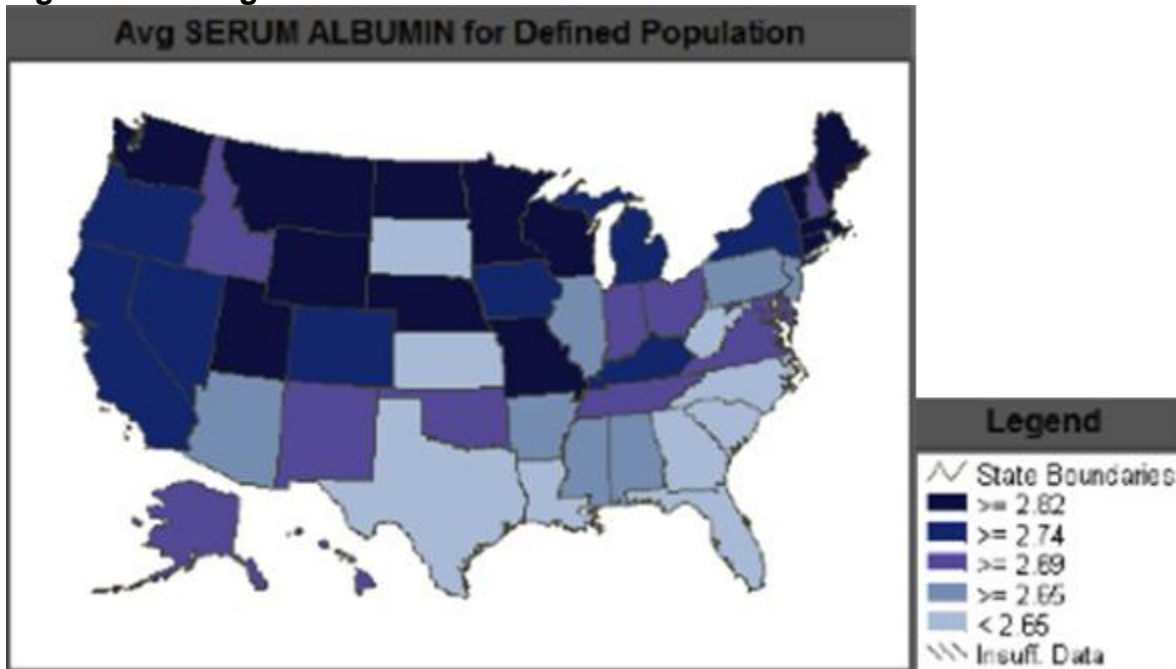 Avg SERUM ALBUMIN for Defined Population
Legend
State Boundaries
>= 2.82
>= 2.74
>= 2.69
>= 2.65
< 2.65
Insuff. Data